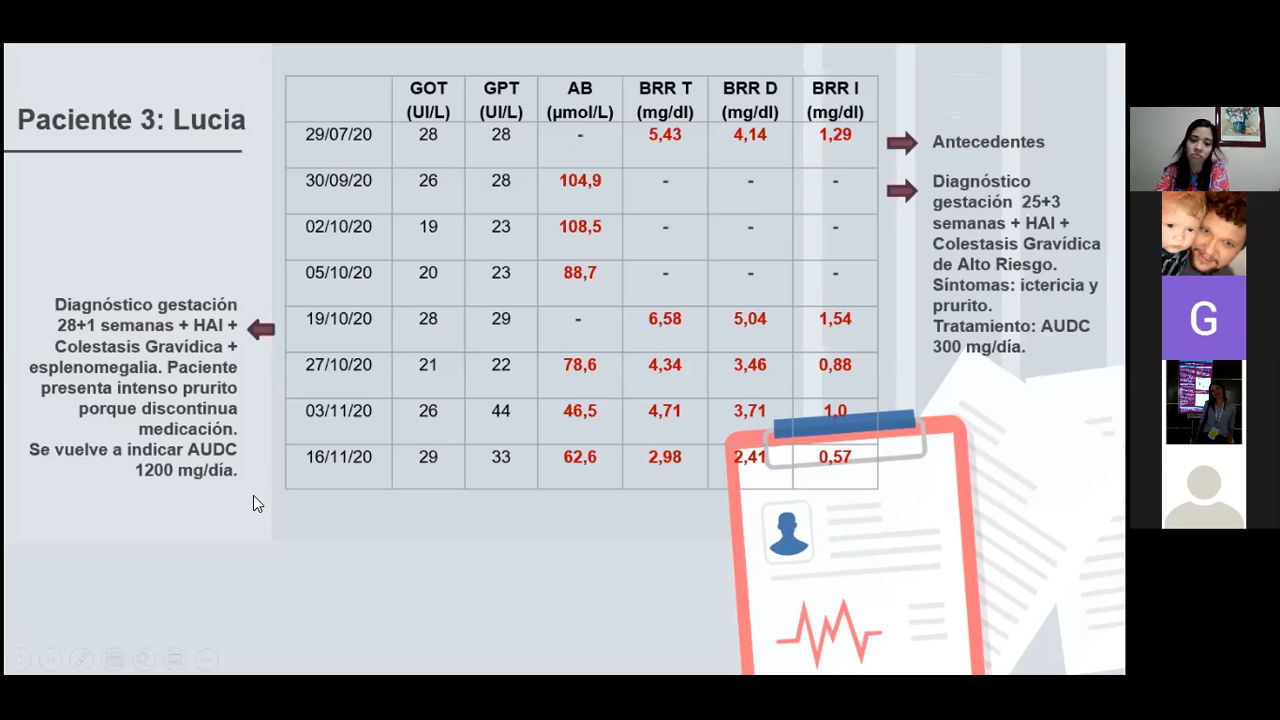 Paciente 3: Lucia
GOT GPT AB BRR T BRR D BRR I
(UI/L) (UI/L) (µmol/L) (mg/dl) (mg/dl) (mg/dl)
29/07/20 28 28 - 5,43 4,14 1,29
30/09/20 26 28 104,9 - - -
02/10/20 19 23 108,5 - - -
05/10/20 20 23 88,7 - - -
19/10/20 28 29 - 6,58 5,04 1,54
27/10/20 21 22 78,6 4,34 3,46 0,88
03/11/20 26 44 46,5 4,71 3,71 1,0
16/11/20 29 33 62,6 2,98 2,41 0,57
Antecedentes
Diagnóstico
gestación 25+3
semanas + HAI +
Colestasis Gravídica
de Alto Riesgo.
Síntomas: ictericia y
prurito.
Tratamiento: AUDC
300 mg/día.
Diagnóstico gestación
28+1 semanas + HAI +
Colestasis Gravídica +
esplenomegalia. Paciente
presenta intenso prurito
porque discontinua
medicación.
Se vuelve a indicar AUDC
1200 mg/día.
G